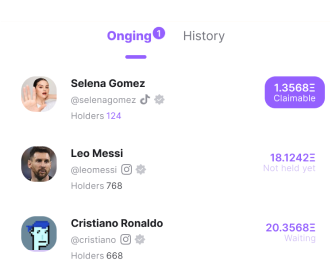 Onging 1 History
Selena Gomez
@selenagomez
Holders 124
1.3568Ξ
Claimable
Leo Messi
@leomessi
Holders 768
18.1242Ξ
Not held yet
Cristiano Ronaldo
@cristiano
Holders 668
20.3568Ξ
Waiting